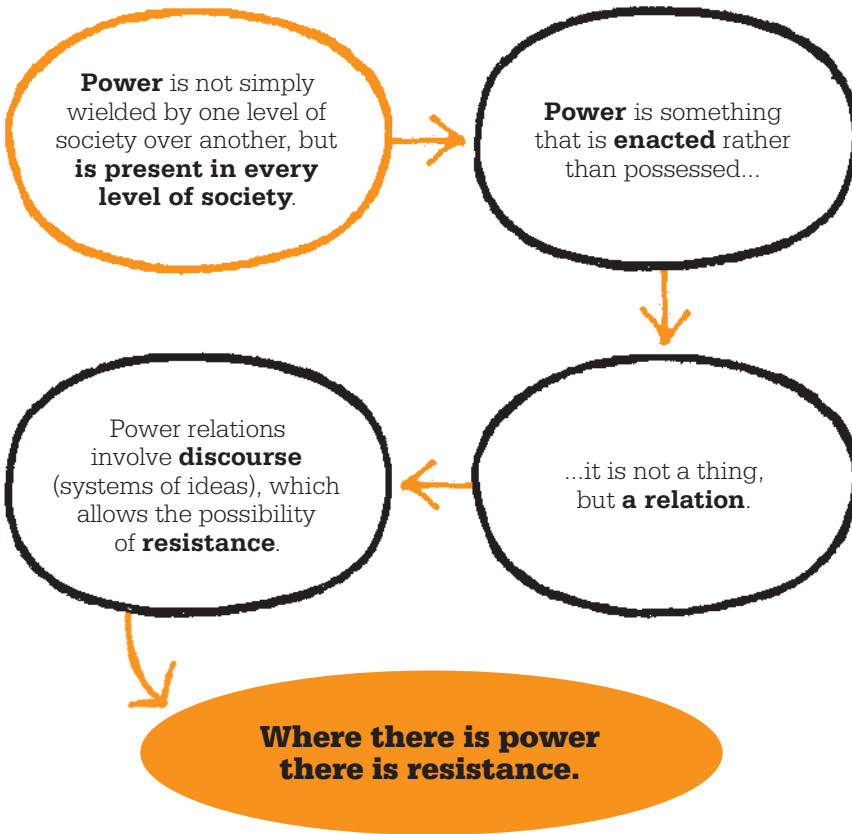 Power is not simply
wielded by one level of
society over another, but
is present in every
level of society.
Power is something
that is enacted rather
than possessed...
...it is not a thing,
but a relation.
Power relations
involve discourse
(systems of ideas), which
allows the possibility
of resistance.
Where there is power
there is resistance.